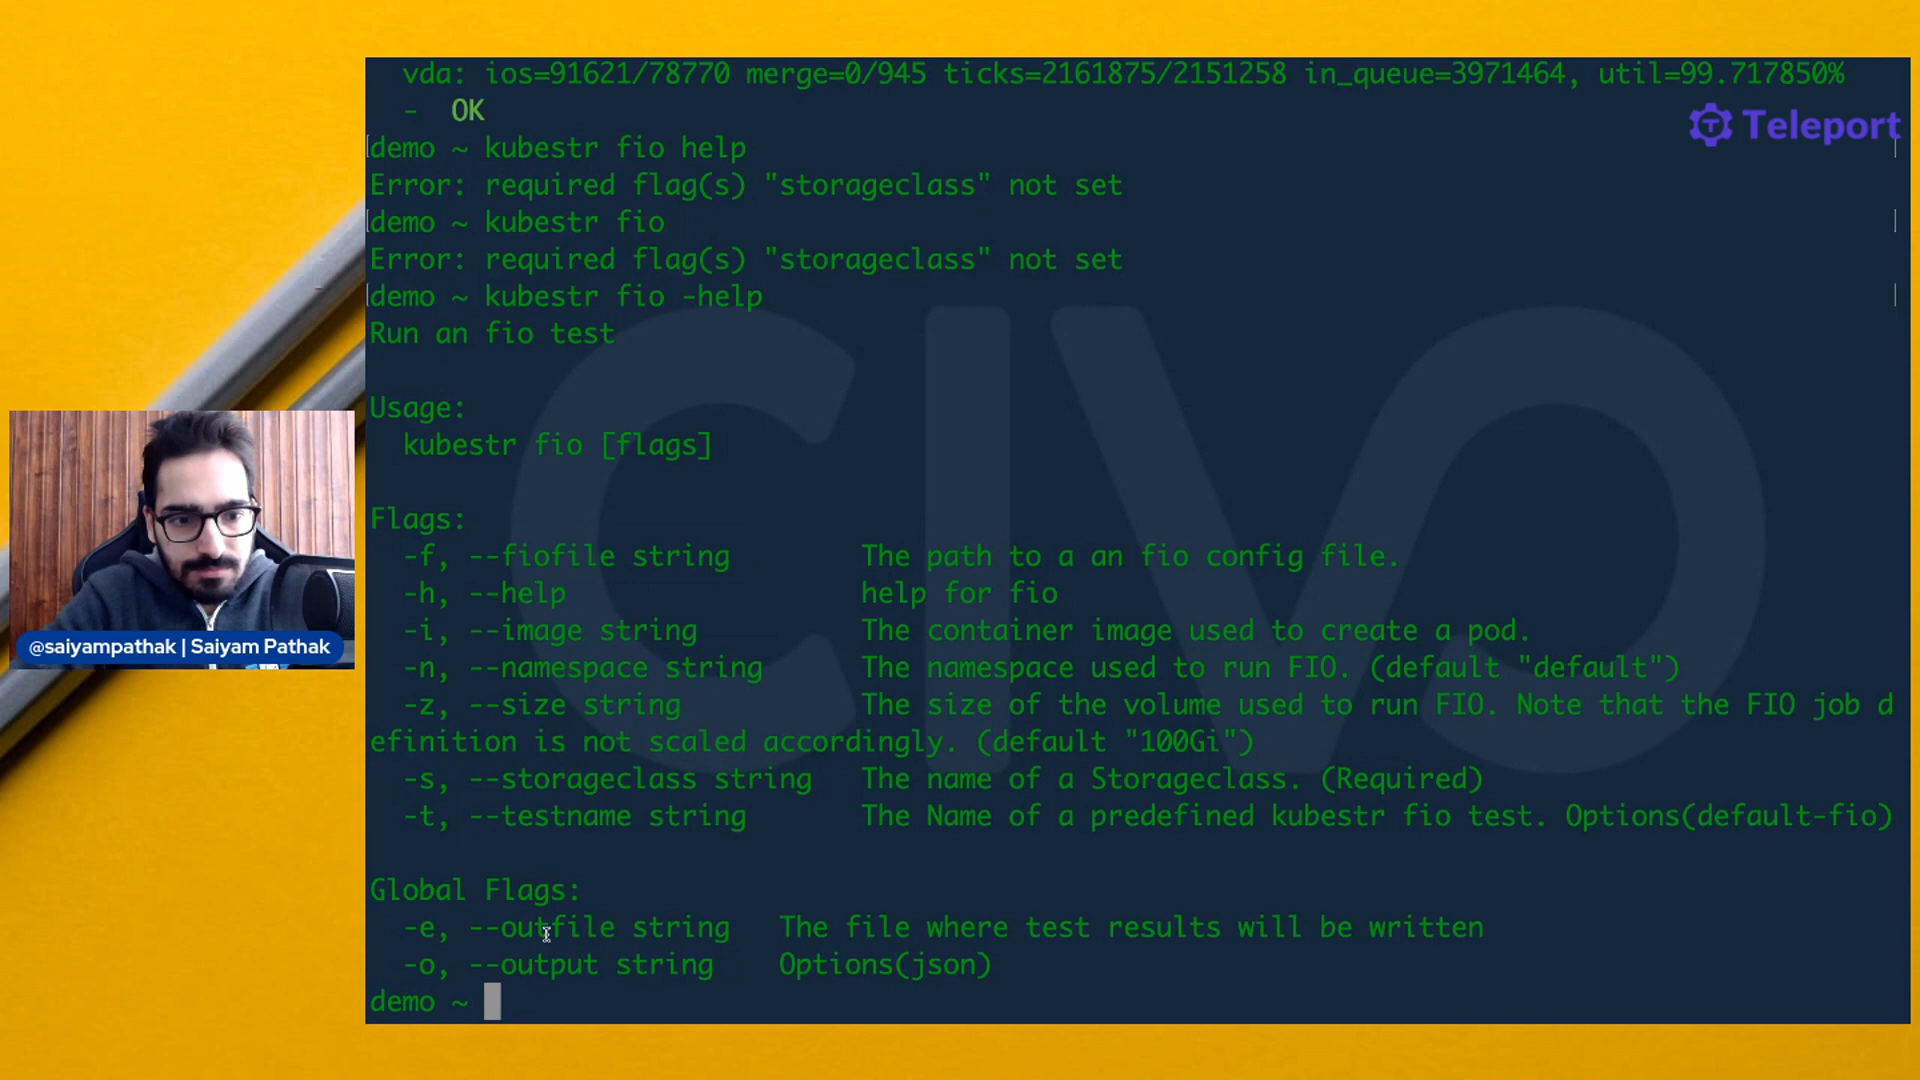 vda: ios=91621/78770 merge=0/945 ticks=2161875/2151258 in_queue=3971464, util=99.717850%
- OK
Teleport
demo ~ kubestr fio help
Error: required flag(s) "storageclass" not set
demo ~ kubestr fio
Error: required flag(s) "storageclass" not set
demo ~ kubestr fio -help
Run an fio test
Usage:
kubestr fio [flags]
Flags:
-f, --fiofile string The path to a an fio config file.
-h, --help help for fio
-i, --image string The container image used to create a pod.
-n, --namespace string The namespace used to run FIO. (default "default")
-z, --size string The size of the volume used to run FIO. Note that the FIO job d
efinition is not scaled accordingly. (default "100Gi")
-s, --storageclass string The name of a Storageclass. (Required)
-t, --testname string The Name of a predefined kubestr fio test. Options(default-fio)
Global Flags:
-e, --outfile string The file where test results will be written
-o, --output string Options(json)
demo ~
CIVO
@saiyampathak | Saiyam Pathak